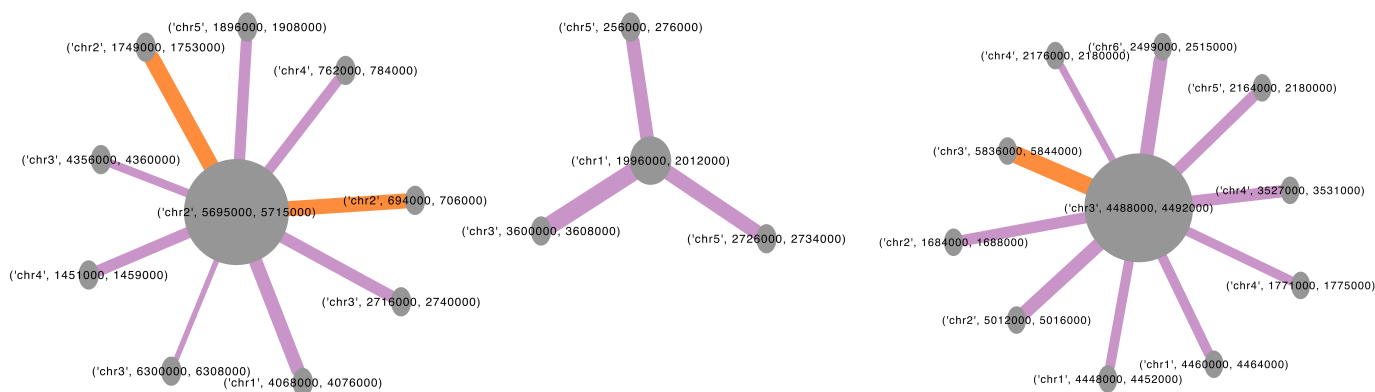 ('chr5', 1896000, 1908000)
('chr2', 1749000, 1753000)
('chr4', 762000, 784000)
('chr3', 4356000, 4360000)
('chr2', 694000, 706000)
('chr2', 5695000, 5715000)
('chr4', 1451000, 1459000)
('chr3', 2716000, 2740000)
('chr3', 6300000, 6308000)
('chr1', 4068000, 4076000)
('chr5', 256000, 276000)
('chr1', 1996000, 2012000)
('chr3', 3600000, 3608000)
('chr5', 2726000, 2734000)
('chr6', 2499000, 2515000)
('chr4', 2176000, 2180000)
('chr5', 2164000, 2180000)
('chr3', 5836000, 5844000)
('chr4', 3527000, 3531000)
('chr3', 4488000, 4492000)
('chr2', 1684000, 1688000)
('chr4', 1771000, 1775000)
('chr2', 5012000, 5016000)
('chr1', 4460000, 4464000)
('chr1', 4448000, 4452000)